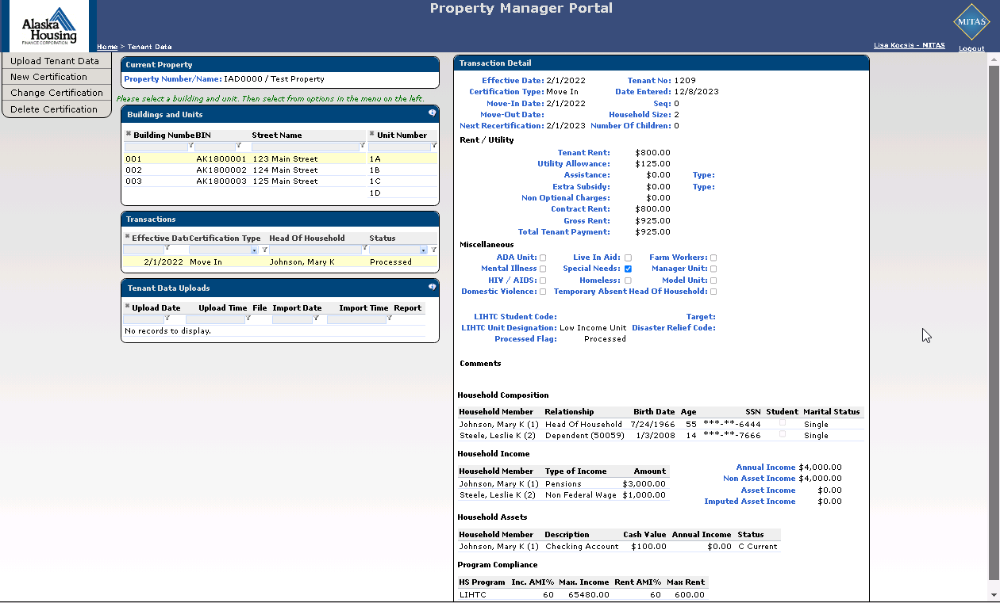 Property Manager Portal
Alaska
Housing
FINANCE CORPORATION
MITAS
Home > Tenant Data
Lisa Kocsis - MITAS
Logout
Upload Tenant Data
New Certification
Change Certification
Delete Certification
Current Property
Property Number/Name: IAD0000 / Test Property
Please select a building and unit. Then select from options in the menu on the left.
Buildings and Units
Building Numbe BIN Street Name Unit Number
001 AK1800001 123 Main Street 1A
002 AK1800002 124 Main Street 1B
003 AK1800003 125 Main Street 1C
1D
Transactions
Effective Dat Certification Type Head Of Household Status
2/1/2022 Move In Johnson, Mary K Processed
Tenant Data Uploads
Upload Date Upload Time File Import Date Import Time Report
No records to display.
Transaction Detail
Effective Date: 2/1/2022 Tenant No: 1209
Certification Type: Move In Date Entered: 12/8/2023
Move-In Date: 2/1/2022 Seq: 0
Move-Out Date: Household Size: 2
Next Recertification: 2/1/2023 Number Of Children: 0
Rent / Utility
Tenant Rent: $800.00
Utility Allowance: $125.00
Assistance: $0.00 Type:
Extra Subsidy: $0.00 Type:
Non Optional Charges: $0.00
Contract Rent: $800.00
Gross Rent: $925.00
Total Tenant Payment: $925.00
Miscellaneous
ADA Unit: Live In Aid: Farm Workers:
Mental Illness Special Needs: Manager Unit:
HIV / AIDS: Homeless: Model Unit:
Domestic Violence: Temporary Absent Head Of Household:
LIHTC Student Code: Target:
LIHTC Unit Designation: Low Income Unit Disaster Relief Code:
Processed Flag: Processed
Comments
Household Composition
Household Member Relationship Birth Date Age SSN Student Marital Status
Johnson, Mary K (1) Head Of Household 7/24/1966 55 ***-**-6444 Single
Steele, Leslie K (2) Dependent (50059) 1/3/2008 14 ***-**-7666 Single
Household Income
Household Member Type of Income Amount
Johnson, Mary K (1) Pensions $3,000.00
Steele, Leslie K (2) Non Federal Wage $1,000.00
Annual Income $4,000.00
Non Asset Income $4,000.00
Asset Income $0.00
Imputed Asset Income $0.00
Household Assets
Household Member Description Cash Value Annual Income Status
Johnson, Mary K (1) Checking Account $100.00 $0.00 C Current
Program Compliance
HS Program Inc. AMI% Max. Income Rent AMI% Max Rent
LIHTC 60 65480.00 60 600.00